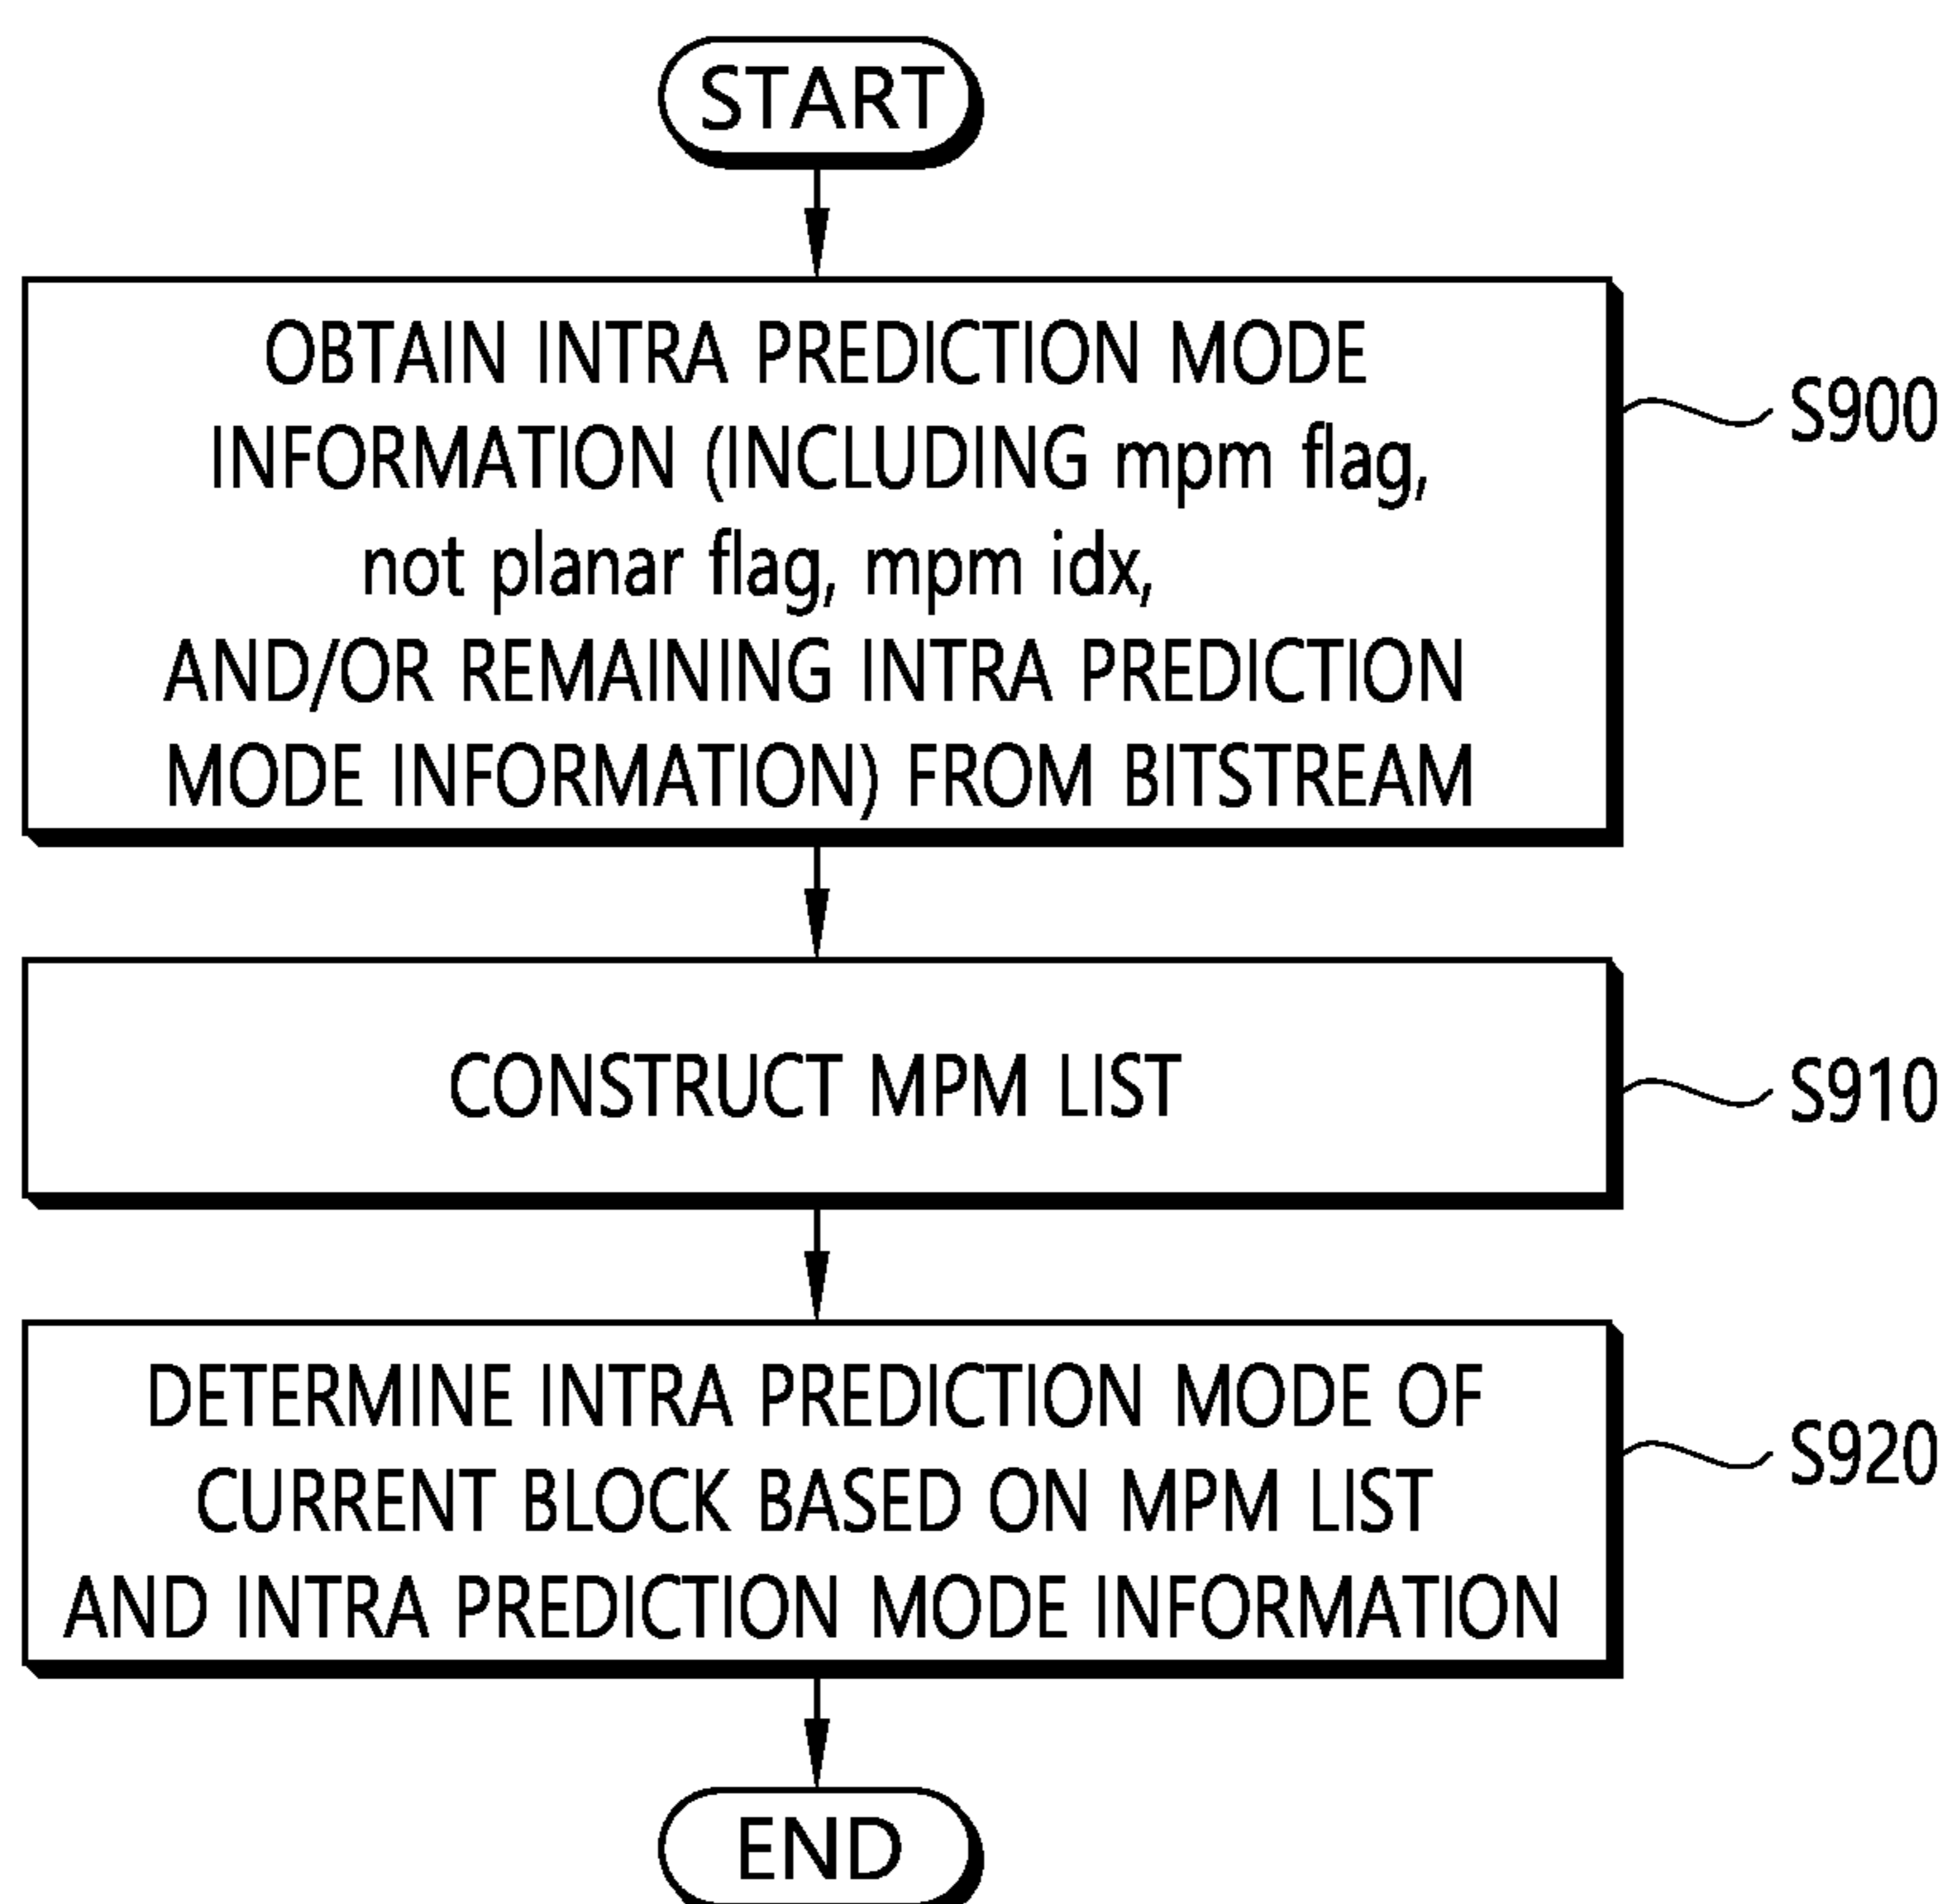 START
OBTAIN INTRA PREDICTION MODE
INFORMATION (INCLUDING mpm flag,
not planar flag, mpm idx,
AND/OR REMAINING INTRA PREDICTION
MODE INFORMATION) FROM BITSTREAM
S900
CONSTRUCT MPM LIST
S910
DETERMINE INTRA PREDICTION MODE OF
CURRENT BLOCK BASED ON MPM LIST
AND INTRA PREDICTION MODE INFORMATION
S920
END